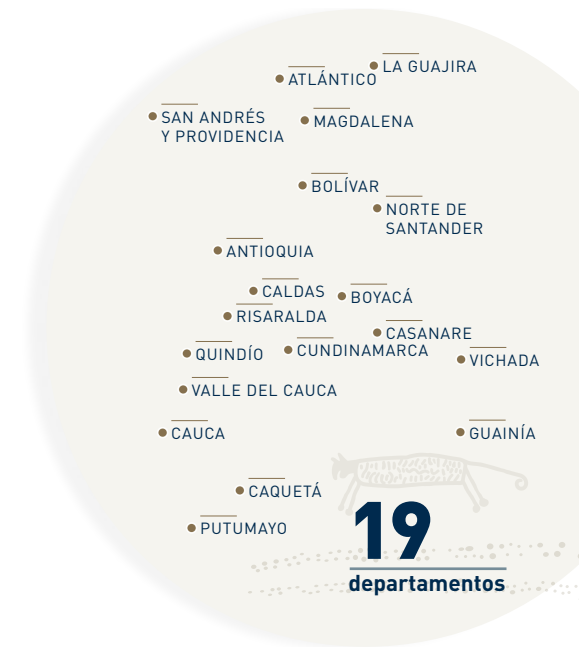 LA GUAJIRA
ATLÁNTICO
SAN ANDRÉS
Y PROVIDENCIA
MAGDALENA
BOLÍVAR
NORTE DE
SANTANDER
ANTIOQUIA
CALDAS
BOYACÁ
RISARALDA
CASANARE
QUINDÍO
CUNDINAMARCA
VICHADA
VALLE DEL CAUCA
CAUCA
GUAINÍA
CAQUETÁ
PUTUMAYO
19
departamentos